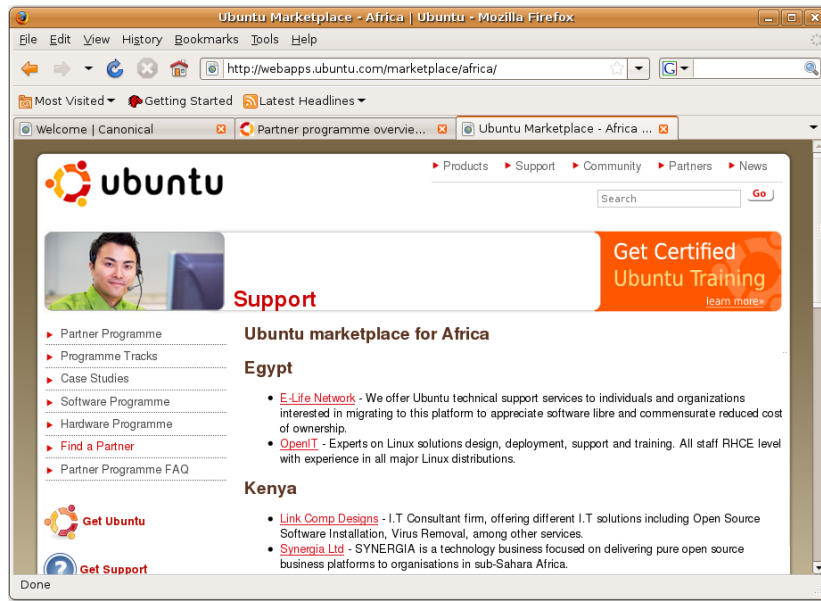 Ubuntu Marketplace - Africa | Ubuntu - Mozilla Firefox
File Edit View History Bookmarks Tools Help
http://webapps.ubuntu.com/marketplace/africa/
G
Most Visited Getting Started Latest Headlines
Welcome | Canonical Partner programme overvie... Ubuntu Marketplace - Africa ...
ubuntu
Products Support Community Partners News
Search Go
Support
Get Certified
Ubuntu Training
learn more»
Partner Programme
Programme Tracks
Case Studies
Software Programme
Hardware Programme
Find a Partner
Partner Programme FAQ
Get Ubuntu
? Get Support
Ubuntu marketplace for Africa
Egypt
• E-Life Network - We offer Ubuntu technical support services to individuals and organizations
interested in migrating to this platform to appreciate software libre and commensurate reduced cost
of ownership.
• OpenIT - Experts on Linux solutions design, deployment, support and training. All staff RHCE level
with experience in all major Linux distributions.
Kenya
• Link Comp Designs - I.T Consultant firm, offering different I.T solutions including Open Source
Software Installation, Virus Removal, among other services.
• Synergia Ltd - SYNERGIA is a technology business focused on delivering pure open source
business platforms to organisations in sub-Sahara Africa.
Done